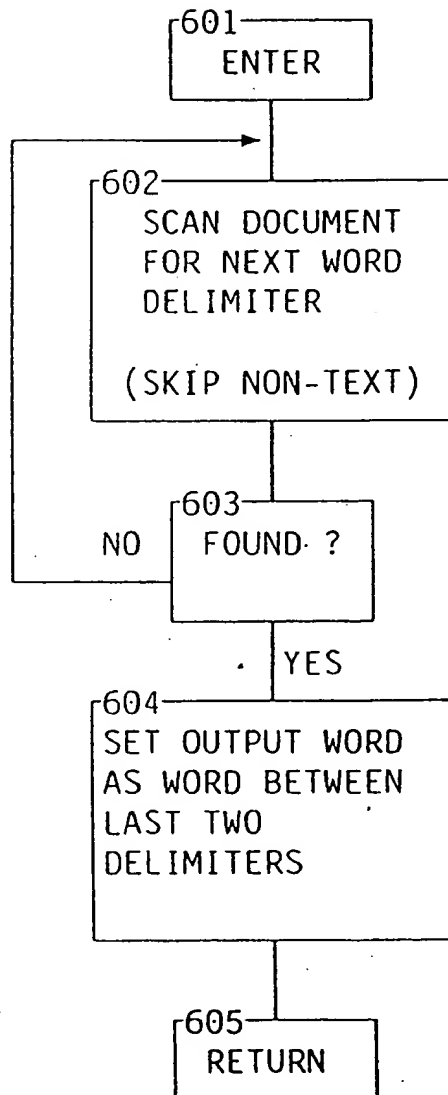 601
ENTER
602
SCAN DOCUMENT
FOR NEXT WORD
DELIMITER
(SKIP NON-TEXT)
603
NO FOUND ?
YES
604
SET OUTPUT WORD
AS WORD BETWEEN
LAST TWO
DELIMITERS
605
RETURN